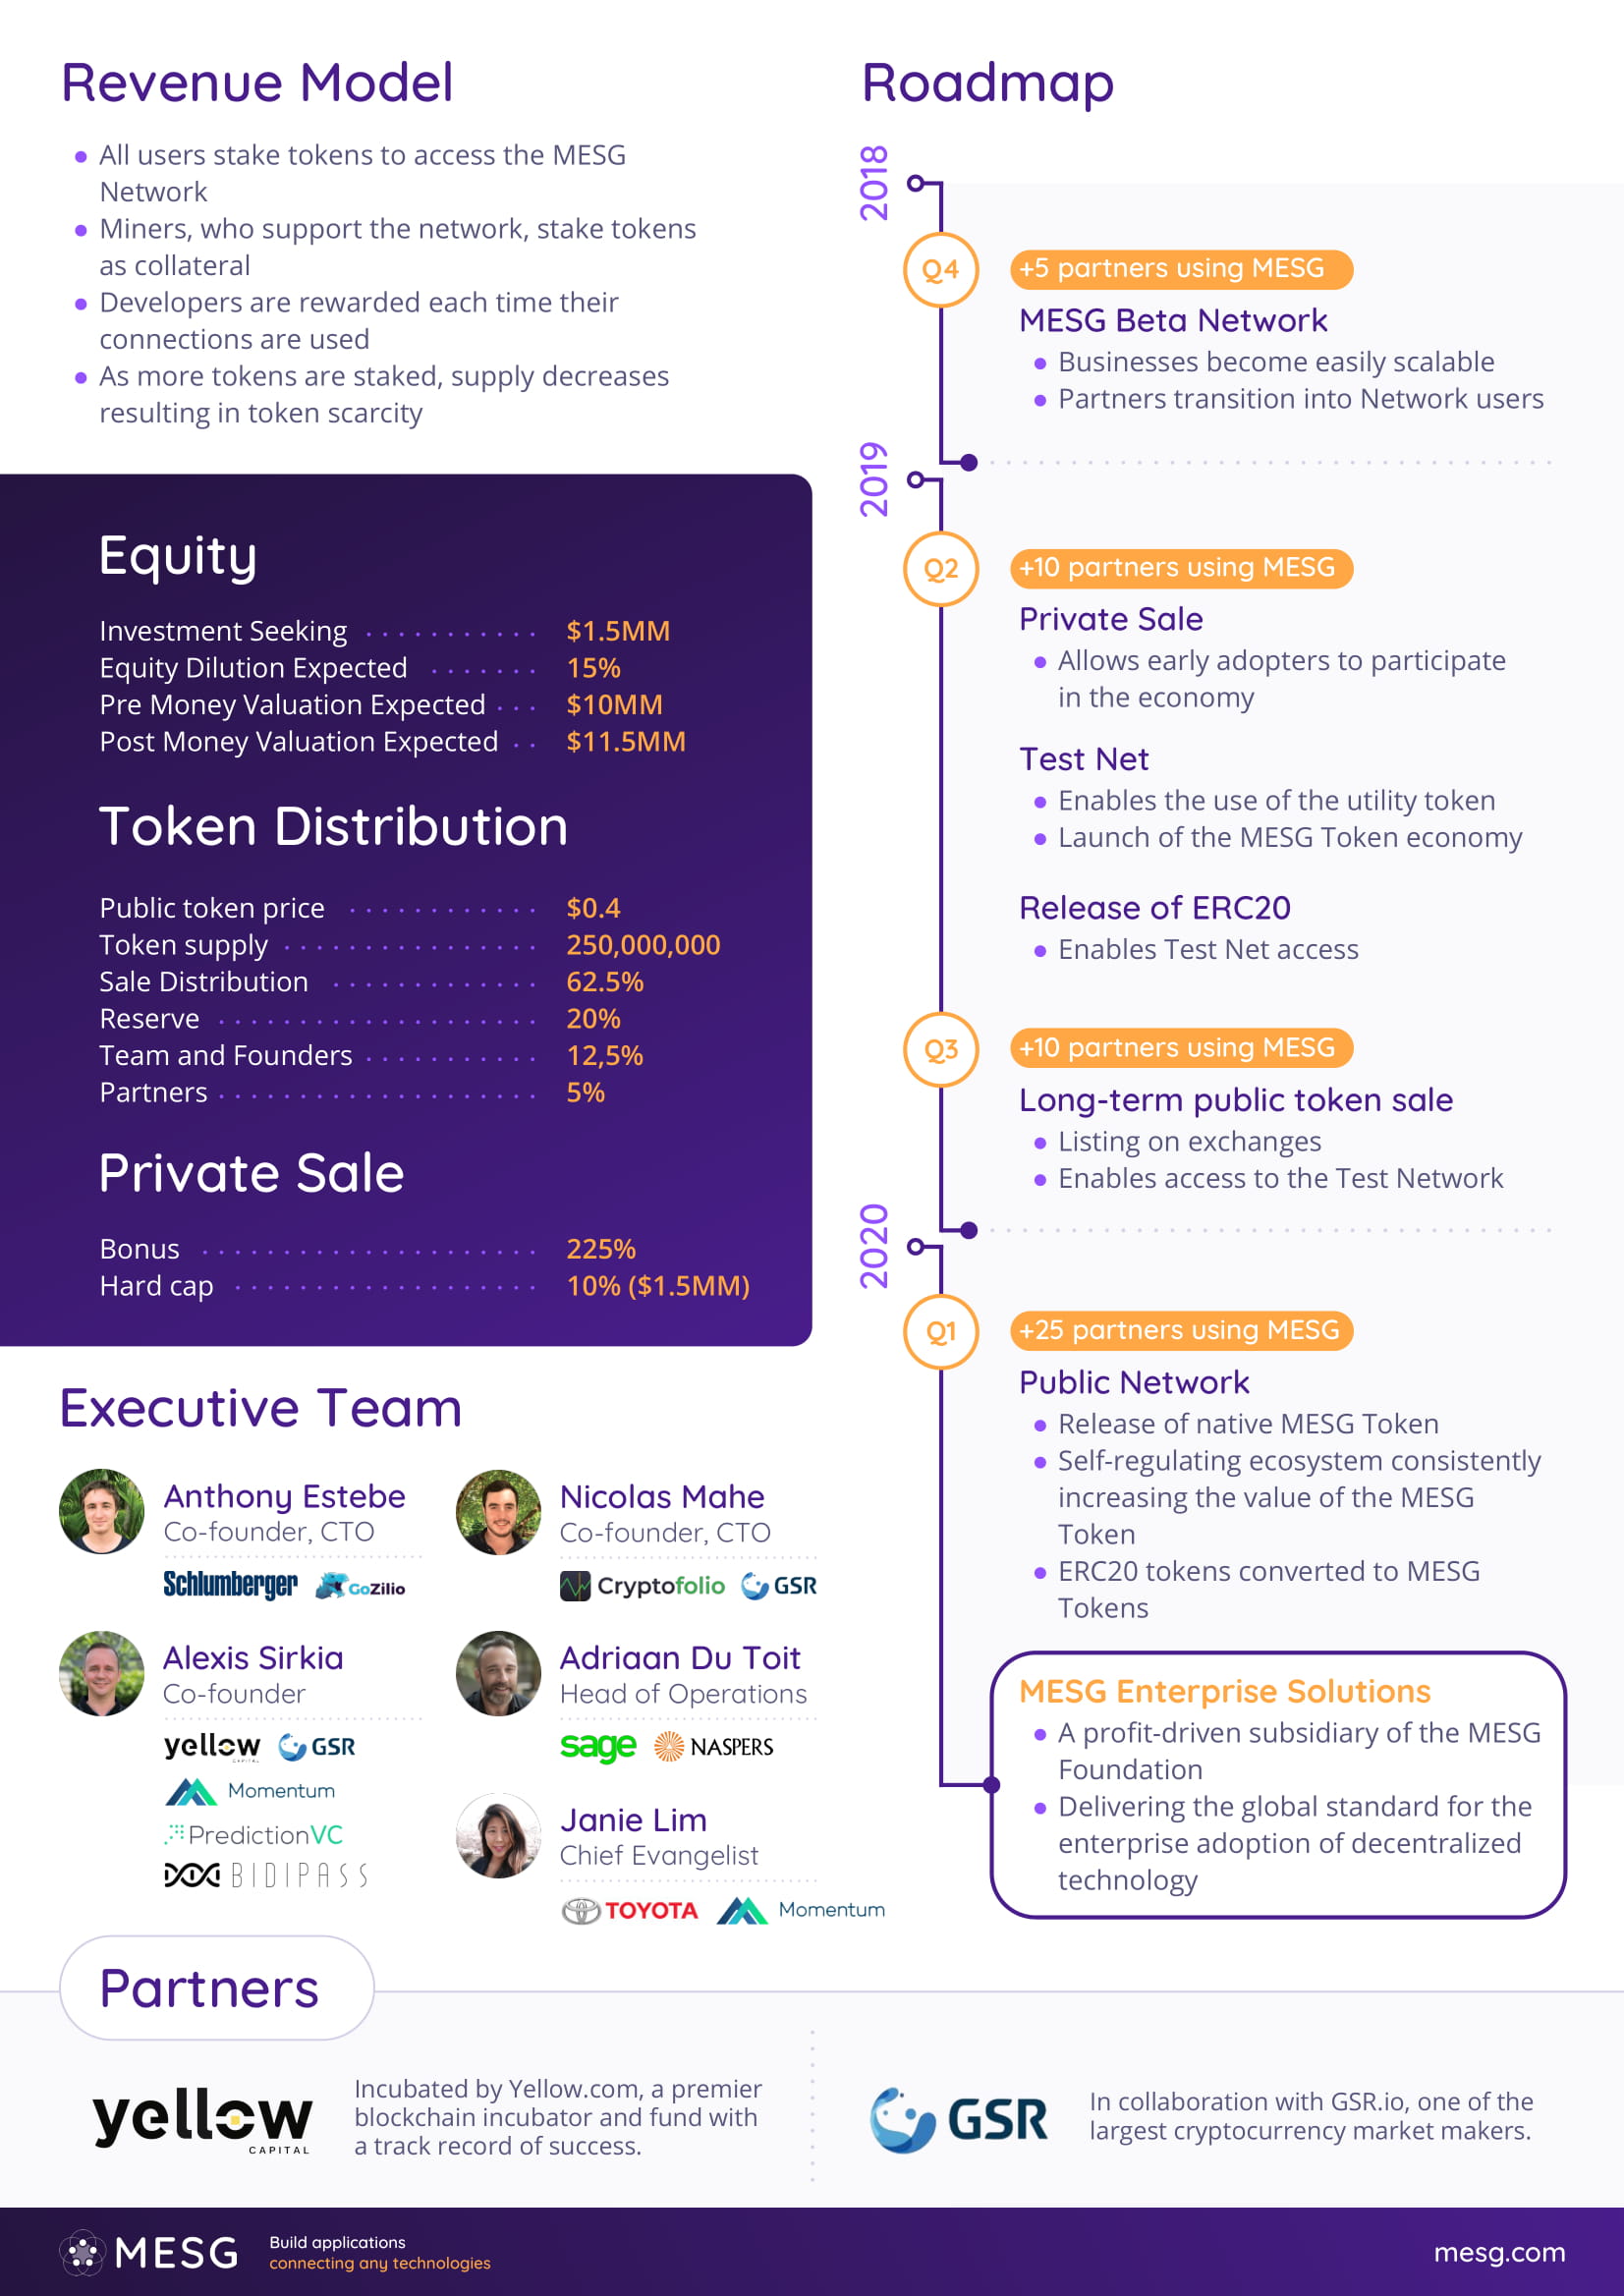 Revenue Model
All users stake tokens to access the MESG
Network
Miners, who support the network, stake tokens
as collateral
Developers are rewarded each time their
connections are used
As more tokens are staked, supply decreases
resulting in token scarcity
Equity
Investment Seeking $1.5MM
Equity Dilution Expected 15%
Pre Money Valuation Expected $10MM
Post Money Valuation Expected $11.5MM
Token Distribution
Public token price $0.4
Token supply 250,000,000
Sale Distribution 62.5%
Reserve 20%
Team and Founders 12,5%
Partners 5%
Private Sale
Bonus 225%
Hard cap 10% ($1.5MM)
Executive Team
Anthony Estebe
Co-founder, CTO
Schlumberger GoZilio
Nicolas Mahe
Co-founder, CTO
Cryptofolio GSR
Alexis Sirkia
Co-founder
yellow CAPITAL GSR
Momentum
PredictionVC
BIDIPASS
Adriaan Du Toit
Head of Operations
sage NASPERS
Janie Lim
Chief Evangelist
TOYOTA Momentum
Roadmap
2018
Q4
+5 partners using MESG
MESG Beta Network
Businesses become easily scalable
Partners transition into Network users
2019
Q2
+10 partners using MESG
Private Sale
Allows early adopters to participate
in the economy
Test Net
Enables the use of the utility token
Launch of the MESG Token economy
Release of ERC20
Enables Test Net access
Q3
+10 partners using MESG
Long-term public token sale
Listing on exchanges
Enables access to the Test Network
2020
Q1
+25 partners using MESG
Public Network
Release of native MESG Token
Self-regulating ecosystem consistently
increasing the value of the MESG
Token
ERC20 tokens converted to MESG
Tokens
MESG Enterprise Solutions
A profit-driven subsidiary of the MESG
Foundation
Delivering the global standard for the
enterprise adoption of decentralized
technology
Partners
yellow
CAPITAL
Incubated by Yellow.com, a premier
blockchain incubator and fund with
a track record of success.
GSR
In collaboration with GSR.io, one of the
largest cryptocurrency market makers.
MESG
Build applications
connecting any technologies
mesg.com